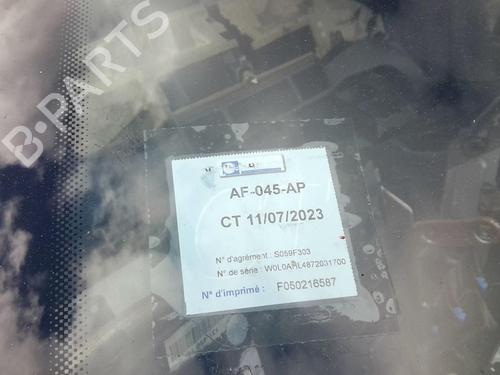 B-PARTS
AF-045-AP
CT 11/07/2023
N° d'agrément : S059F303
N° de série : W0L0AHL4872031700
N° d'imprimé : F050216587